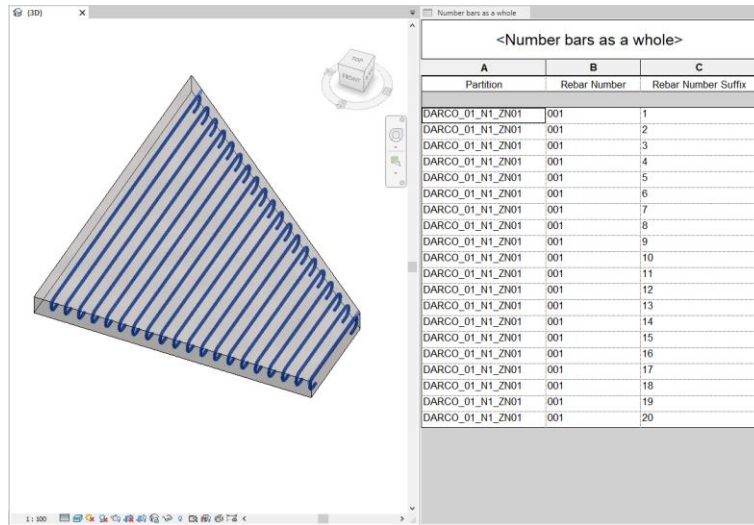 {3D}
Number bars as a whole
<Number bars as a whole>
A B C
Partition Rebar Number Rebar Number Suffix
DARCO_01_N1_ZN01 001 1
DARCO_01_N1_ZN01 001 2
DARCO_01_N1_ZN01 001 3
DARCO_01_N1_ZN01 001 4
DARCO_01_N1_ZN01 001 5
DARCO_01_N1_ZN01 001 6
DARCO_01_N1_ZN01 001 7
DARCO_01_N1_ZN01 001 8
DARCO_01_N1_ZN01 001 9
DARCO_01_N1_ZN01 001 10
DARCO_01_N1_ZN01 001 11
DARCO_01_N1_ZN01 001 12
DARCO_01_N1_ZN01 001 13
DARCO_01_N1_ZN01 001 14
DARCO_01_N1_ZN01 001 15
DARCO_01_N1_ZN01 001 16
DARCO_01_N1_ZN01 001 17
DARCO_01_N1_ZN01 001 18
DARCO_01_N1_ZN01 001 19
DARCO_01_N1_ZN01 001 20
TOP
FRONT
1 : 100